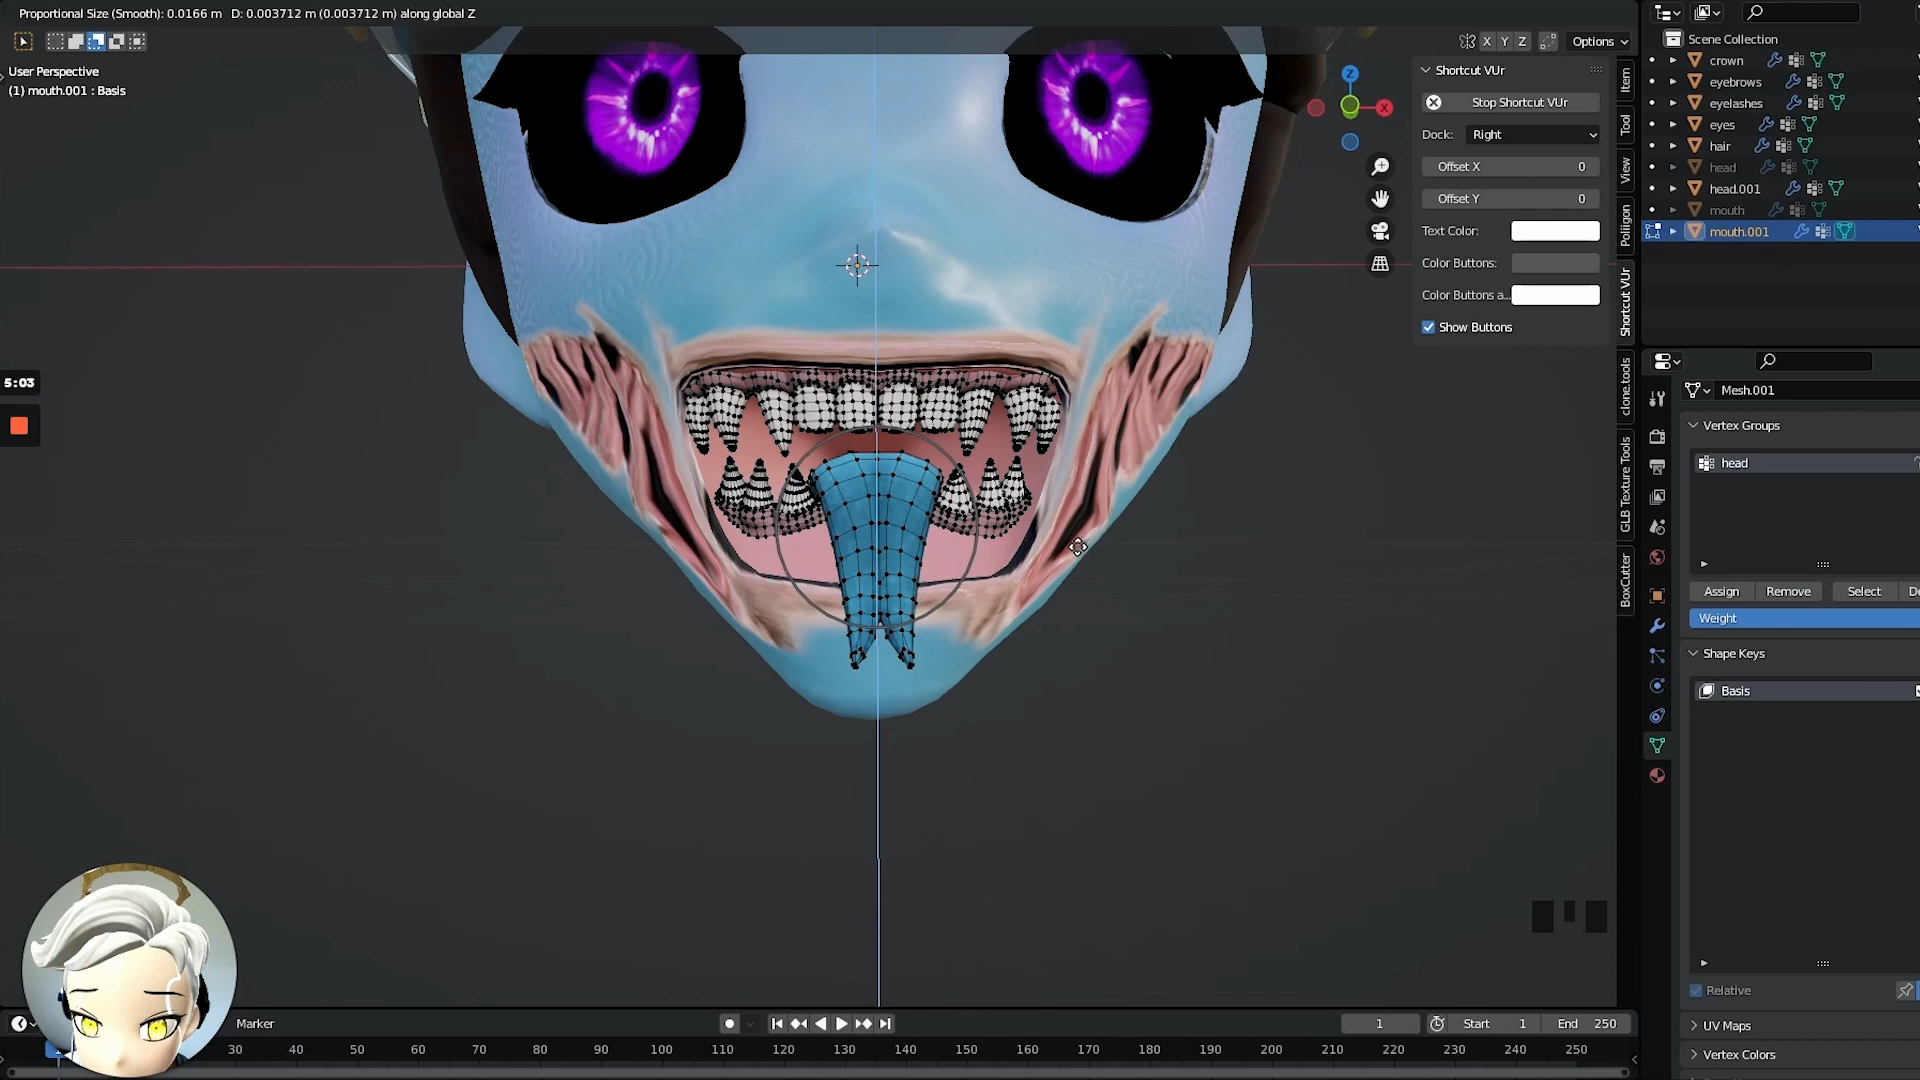 Proportional Size (Smooth): 0.0166 m  D: 0.003712 m (0.003712 m) along global Z
X Y Z
Options
User Perspective
(1) mouth.001 : Basis
5:03
Z
X
Shortcut VUr
Stop Shortcut VUr
Dock: Right
Offset X 0
Offset Y 0
Text Color:
Color Buttons:
Color Buttons a...
Show Buttons
Item
Tool
View
Poliigon
Shortcut VUr
clone.tools
GLB Texture Tools
BoxCutter
Scene Collection
crown
eyebrows
eyelashes
eyes
hair
head
head.001
mouth
mouth.001
Mesh.001
Vertex Groups
head
Assign Remove Select De
Weight
Shape Keys
Basis
Relative
UV Maps
Vertex Colors
Marker
1 Start 1 End 250
30 40 50 60 70 80 90 100 110 120 130 140 150 160 170 180 190 200 210 220 230 240 250